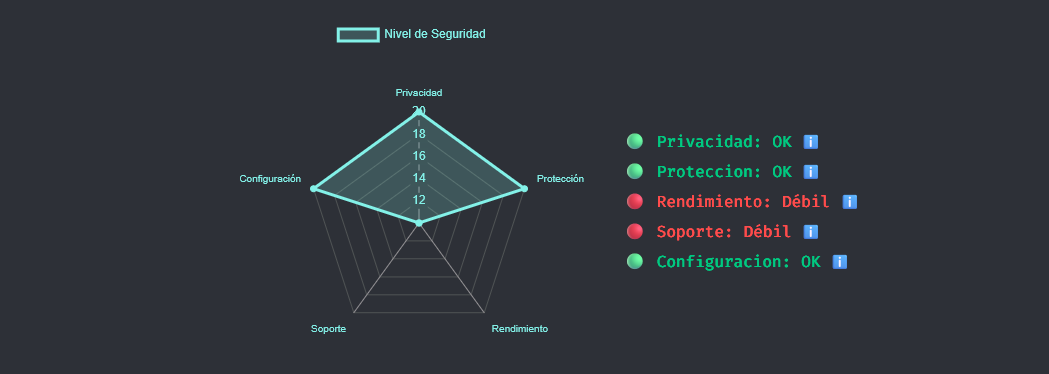 Nivel de Seguridad
Privacidad
20
18
16
14
12
Configuración
Protección
Soporte
Rendimiento
Privacidad: OK
Proteccion: OK
Rendimiento: Débil
Soporte: Débil
Configuracion: OK